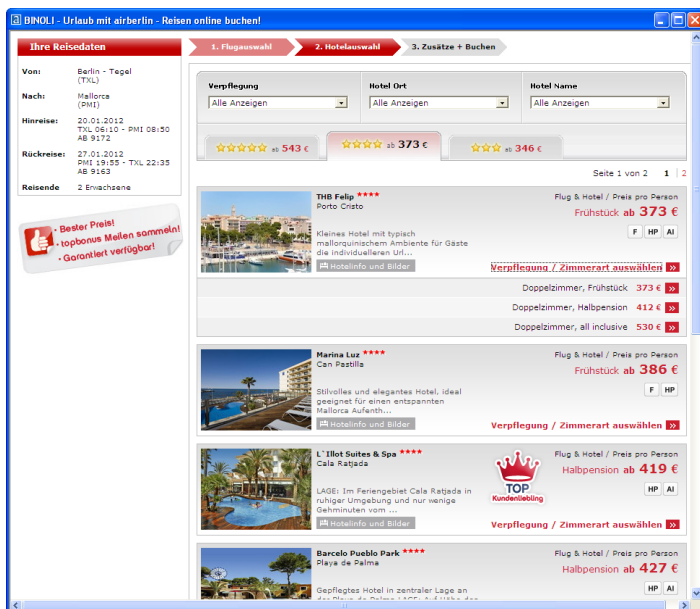 BINOLI - Urlaub mit airberlin - Reisen online buchen!
Ihre Reisedaten
Von: Berlin - Tegel
(TXL)
Nach: Mallorca
(PMI)
Hinreise: 20.01.2012
TXL 06:10 - PMI 08:50
AB 9172
Rückreise: 27.01.2012
PMI 19:55 - TXL 22:35
AB 9163
Reisende 2 Erwachsene
- Bester Preis!
- topbonus Meilen sammeln!
- Garantiert verfügbar!
1. Flugauswahl 2. Hotelauswahl 3. Zusätze + Buchen
Verpflegung Hotel Ort Hotel Name
Alle Anzeigen Alle Anzeigen Alle Anzeigen
ab 543 € ab 373 € ab 346 €
Seite 1 von 2 1 | 2
THB Felip ****
Porto Cristo
Kleines Hotel mit typisch
mallorquinischem Ambiente für Gäste
die individuelleren Url...
Hotelinfo und Bilder
Flug & Hotel / Preis pro Person
Frühstück ab 373 €
F HP AI
Verpflegung / Zimmerart auswählen »
Doppelzimmer, Frühstück 373 € »
Doppelzimmer, Halbpension 412 € »
Doppelzimmer, all inclusive 530 € »
Marina Luz ****
Can Pastilla
Stilvolles und elegantes Hotel, ideal
geeignet für einen entspannten
Mallorca Aufenth...
Hotelinfo und Bilder
Flug & Hotel / Preis pro Person
Frühstück ab 386 €
F HP
Verpflegung / Zimmerart auswählen »
L`Illot Suites & Spa ****
Cala Ratjada
LAGE: Im Feriengebiet Cala Ratjada in
ruhiger Umgebung und nur wenige
Gehminuten vom ...
Hotelinfo und Bilder
TOP
Kundenliebling
Flug & Hotel / Preis pro Person
Halbpension ab 419 €
HP AI
Verpflegung / Zimmerart auswählen »
Barcelo Pueblo Park ****
Playa de Palma
Gepflegtes Hotel in zentraler Lage an
der Playa de Palma LAGE: Auf Höhe des
Flug & Hotel / Preis pro Person
Halbpension ab 427 €
HP AI